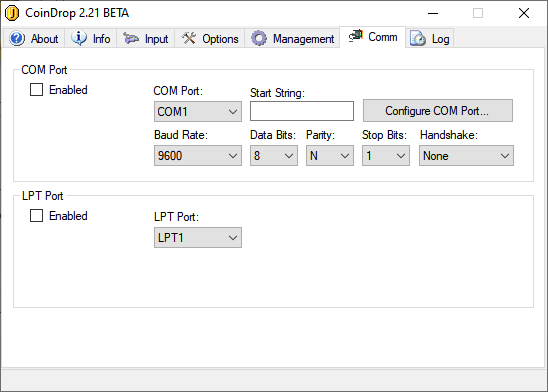 CoinDrop 2.21 BETA
About Info Input Options Management Comm Log
COM Port
Enabled
COM Port: Start String:
COM1 Configure COM Port...
Baud Rate: Data Bits: Parity: Stop Bits: Handshake:
9600 8 N 1 None
LPT Port
Enabled LPT Port:
LPT1